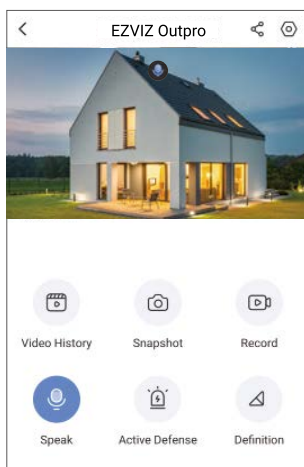 EZVIZ Outpro
Video History
Snapshot
Record
Speak
Active Defense
Definition